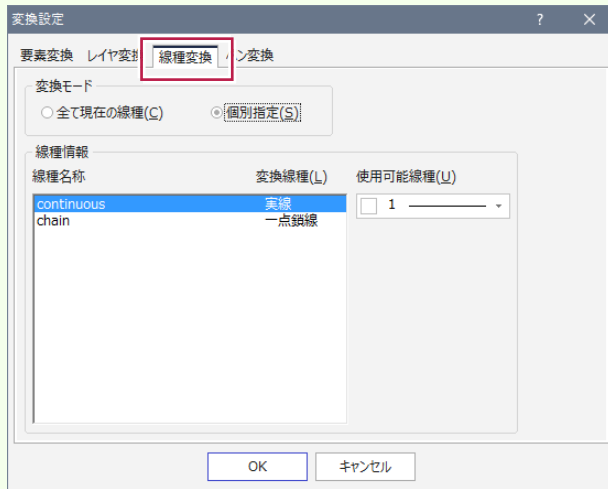 変換設定 ?
要素変換 レイヤ変換 線種変換 ペン変換
変換モード
全て現在の線種(C) 個別指定(S)
線種情報
線種名称 変換線種(L) 使用可能線種(U)
continuous 実線 1
chain 一点鎖線
OK キャンセル